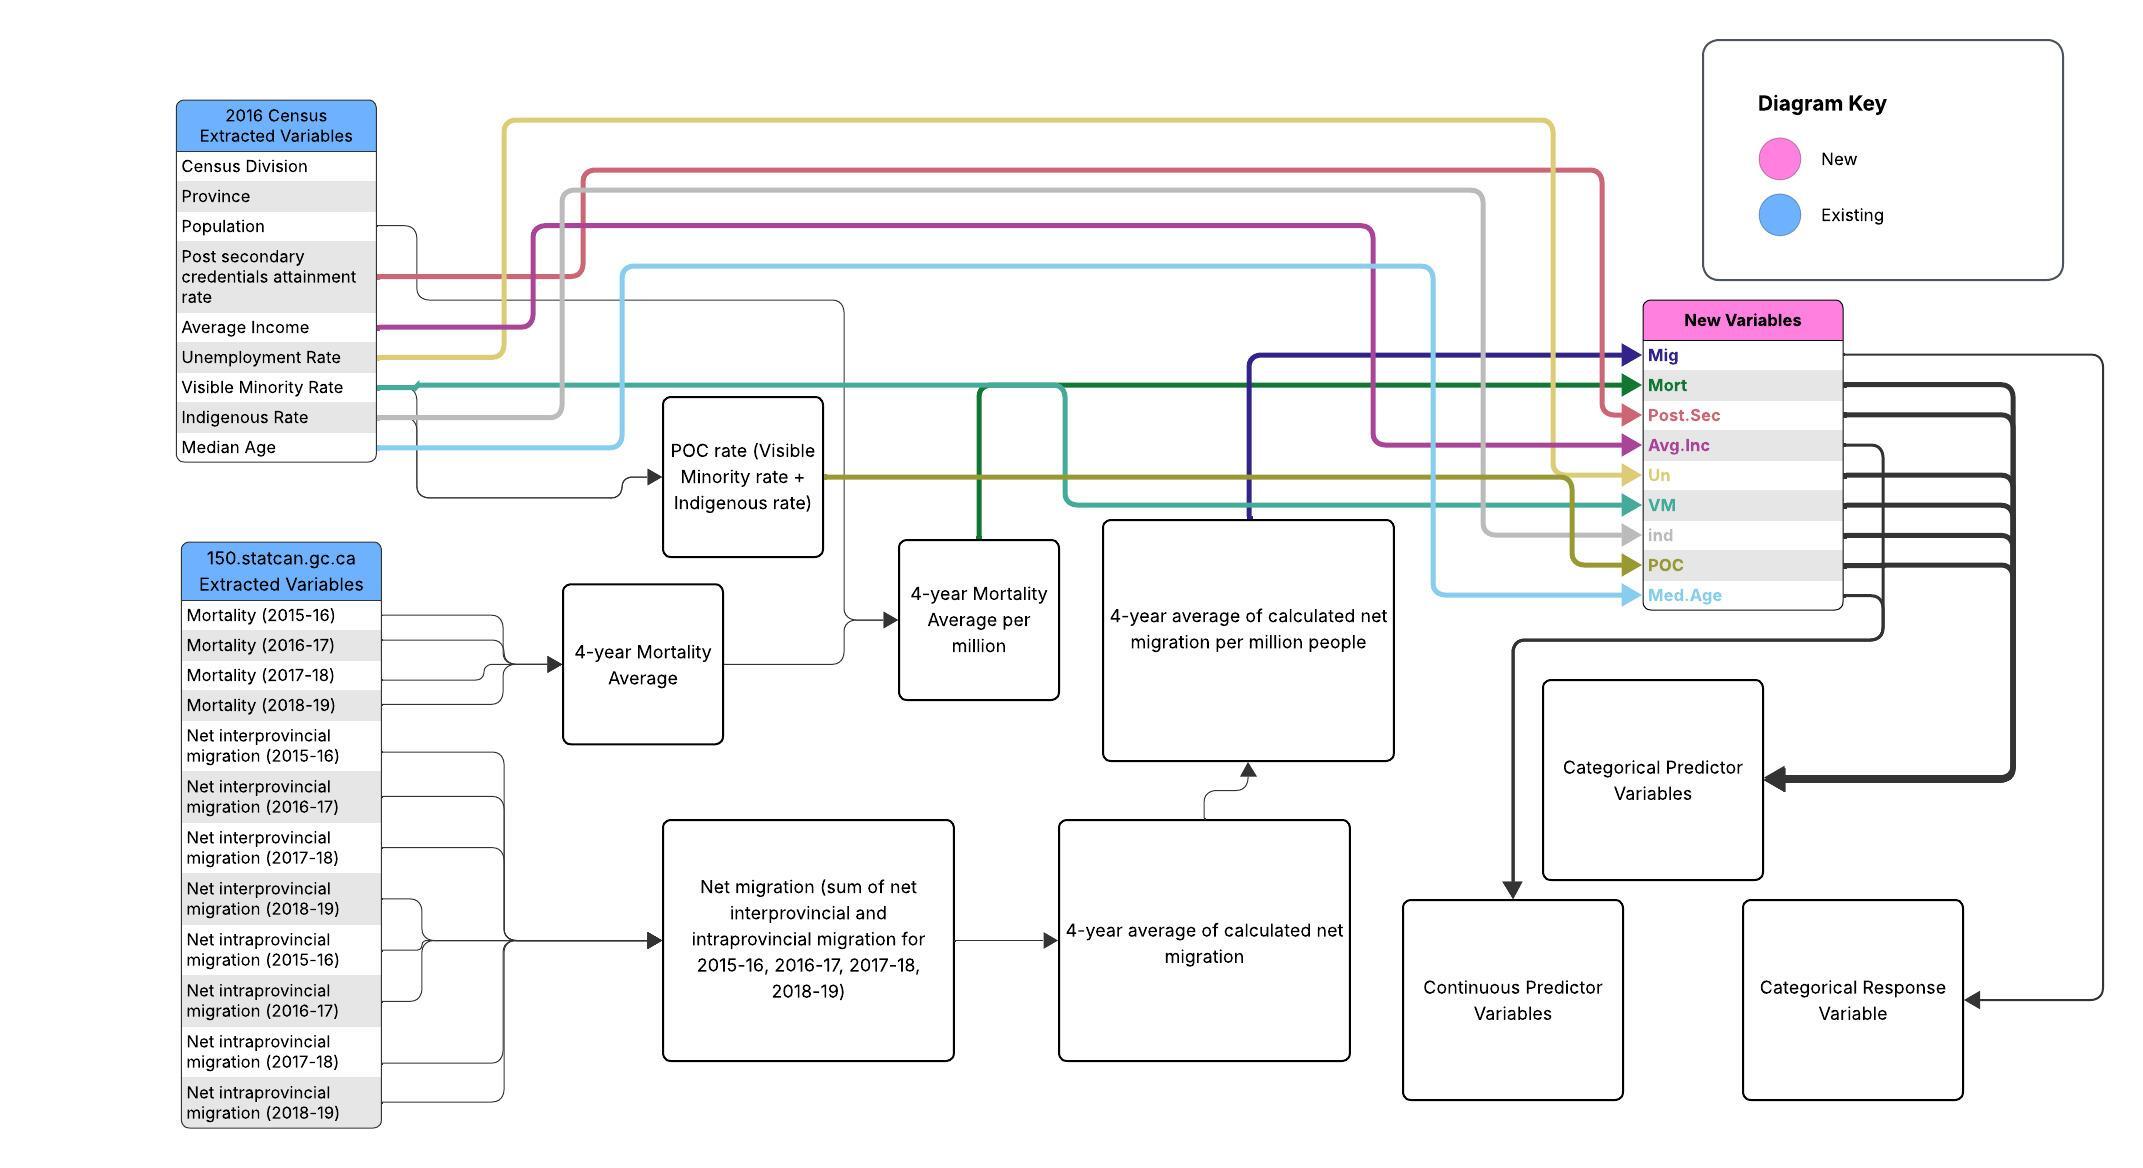 Diagram Key
New
Existing
2016 Census
Extracted Variables
Census Division
Province
Population
Post secondary
credentials attainment
rate
Average Income
Unemployment Rate
Visible Minority Rate
Indigenous Rate
Median Age
New Variables
Mig
Mort
Post.Sec
Avg.Inc
Un
VM
ind
POC
Med.Age
POC rate (Visible
Minority rate +
Indigenous rate)
150.statcan.gc.ca
Extracted Variables
Mortality (2015-16)
Mortality (2016-17)
Mortality (2017-18)
Mortality (2018-19)
Net interprovincial
migration (2015-16)
Net interprovincial
migration (2016-17)
Net interprovincial
migration (2017-18)
Net interprovincial
migration (2018-19)
Net intraprovincial
migration (2015-16)
Net intraprovincial
migration (2016-17)
Net intraprovincial
migration (2017-18)
Net intraprovincial
migration (2018-19)
4-year Mortality
Average
4-year Mortality
Average per
million
4-year average of calculated net
migration per million people
Net migration (sum of net
interprovincial and
intraprovincial migration for
2015-16, 2016-17, 2017-18,
2018-19)
4-year average of calculated net
migration
Categorical Predictor
Variables
Continuous Predictor
Variables
Categorical Response
Variable